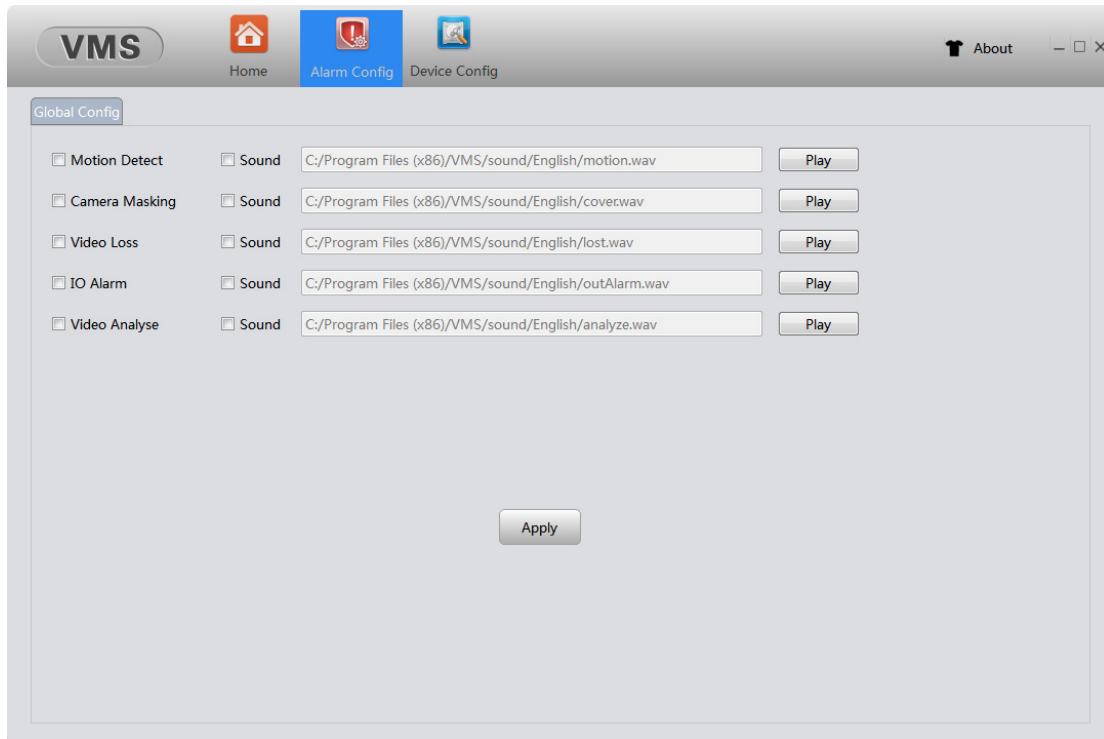 VMS
Home
Alarm Config
Device Config
About
Global Config
Motion Detect Sound C:/Program Files (x86)/VMS/sound/English/motion.wav Play
Camera Masking Sound C:/Program Files (x86)/VMS/sound/English/cover.wav Play
Video Loss Sound C:/Program Files (x86)/VMS/sound/English/lost.wav Play
IO Alarm Sound C:/Program Files (x86)/VMS/sound/English/outAlarm.wav Play
Video Analyse Sound C:/Program Files (x86)/VMS/sound/English/analyze.wav Play
Apply